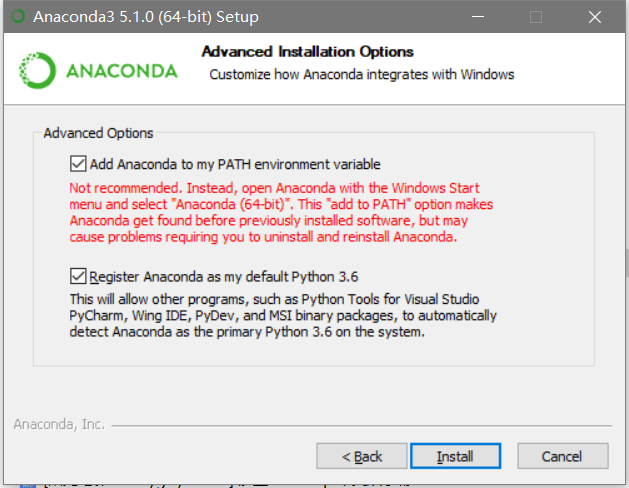 Anaconda3 5.1.0 (64-bit) Setup
Advanced Installation Options
Customize how Anaconda integrates with Windows
ANACONDA
Advanced Options
Add Anaconda to my PATH environment variable
Not recommended. Instead, open Anaconda with the Windows Start
menu and select "Anaconda (64-bit)". This "add to PATH" option makes
Anaconda get found before previously installed software, but may
cause problems requiring you to uninstall and reinstall Anaconda.
Register Anaconda as my default Python 3.6
This will allow other programs, such as Python Tools for Visual Studio
PyCharm, Wing IDE, PyDev, and MSI binary packages, to automatically
detect Anaconda as the primary Python 3.6 on the system.
Anaconda, Inc.
< Back
Install
Cancel